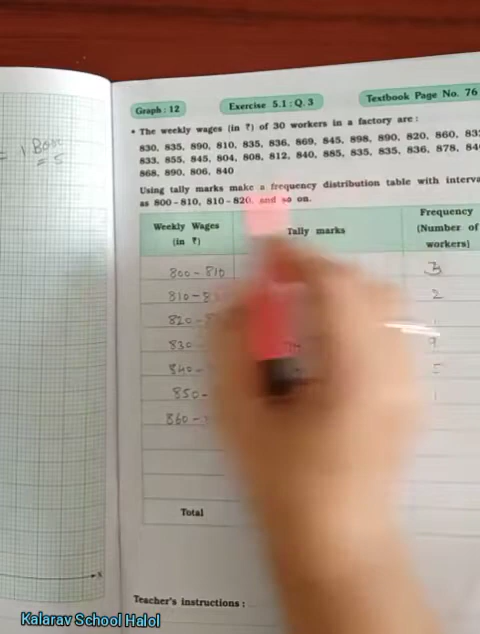 Graph : 12 Exercise 5.1 : Q. 3 Textbook Page No. 76
• The weekly wages (in ₹) of 30 workers in a factory are :
830, 835, 890, 810, 835, 836, 869, 845, 898, 890, 820, 860, 832
833, 855, 845, 804, 808, 812, 840, 885, 835, 835, 836, 878, 84
868, 890, 806, 840
Using tally marks make a frequency distribution table with interva
as 800 - 810, 810 - 820, and so on.
Weekly Wages (in ₹) Tally marks Frequency (Number of workers)
800-810 3
810-8 2
820- 1
830- 9
840- 5
850- 1
860-
Total
Teacher's instructions :
Kalarav School Halol